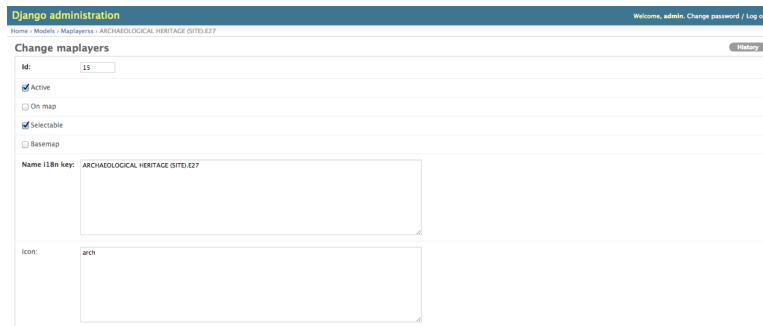 Django administration
Welcome, admin. Change password / Log o
Home › Models › Maplayerss › ARCHAEOLOGICAL HERITAGE (SITE).E27
Change maplayers
History
Id: 15
Active
On map
Selectable
Basemap
Name i18n key: ARCHAEOLOGICAL HERITAGE (SITE).E27
Icon: arch